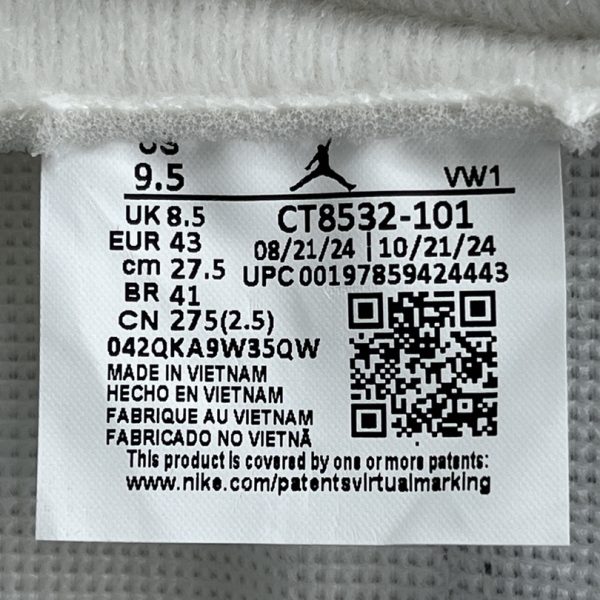 US
9.5 VW1
UK 8.5 CT8532-101
EUR 43 08/21/24 | 10/21/24
cm 27.5 UPC 00197859424443
BR 41
CN 275(2.5)
042QKA9W35QW
MADE IN VIETNAM
HECHO EN VIETNAM
FABRIQUE AU VIETNAM
FABRICADO NO VIETNÃ
This product is covered by one or more patents:
www.nike.com/patentsvirtualmarking